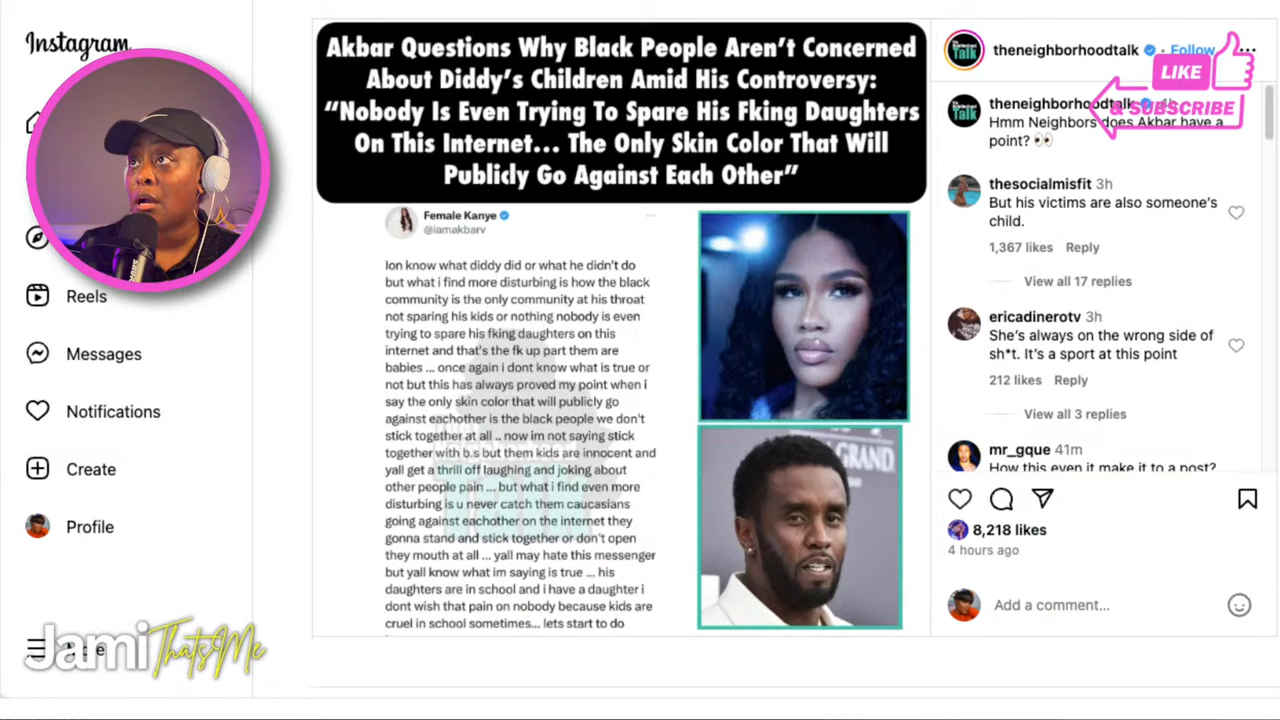 Instagram
Reels
Messages
Notifications
Create
Profile
Jami ThatsMe
Akbar Questions Why Black People Aren't Concerned
About Diddy's Children Amid His Controversy:
"Nobody Is Even Trying To Spare His Fking Daughters
On This Internet... The Only Skin Color That Will
Publicly Go Against Each Other"
Female Kanye
@iamakbarv
Ion know what diddy did or what he didn't do
but what i find more disturbing is how the black
community is the only community at his throat
not sparing his kids or nothing nobody is even
trying to spare his fking daughters on this
internet and that's the fk up part them are
babies ... once again i dont know what is true or
not but this has always proved my point when i
say the only skin color that will publicly go
against eachother is the black people we don't
stick together at all .. now im not saying stick
together with b.s but them kids are innocent and
yall get a thrill off laughing and joking about
other people pain ... but what i find even more
disturbing is u never catch them caucasians
going against eachother on the internet they
gonna stand and stick together or don't open
they mouth at all ... yall may hate this messenger
but yall know what im saying is true ... his
daughters are in school and i have a daughter i
dont wish that pain on nobody because kids are
cruel in school sometimes... lets start to do
GRAND
theneighborhoodtalk • Follow
LIKE
& SUBSCRIBE
theneighborhoodtalk
Hmm Neighbors does Akbar have a
point? 👀
thesocialmisfit 3h
But his victims are also someone's
child.
1,367 likes Reply
View all 17 replies
ericadinerotv 3h
She's always on the wrong side of
sh*t. It's a sport at this point
212 likes Reply
View all 3 replies
mr_gque 41m
How this even it make it to a post?
8,218 likes
4 hours ago
Add a comment...